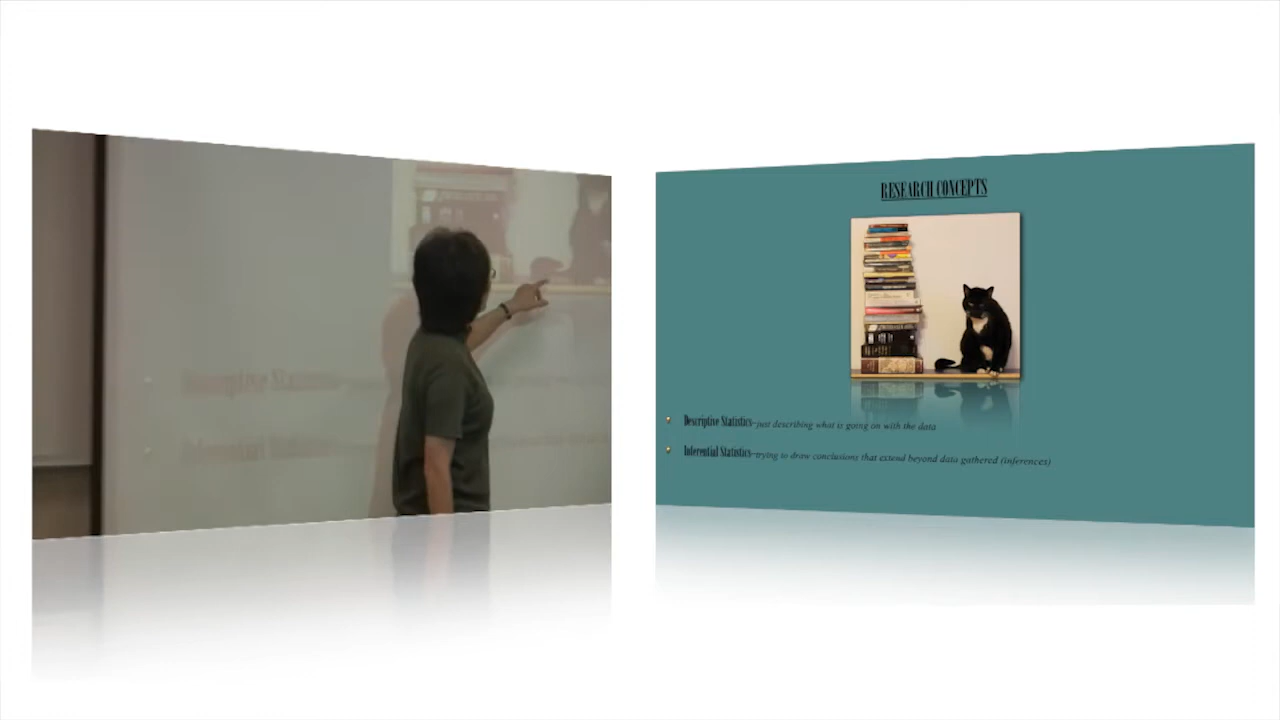 RESEARCH CONCEPTS
Descriptive Statistics–just describing what is going on with the data
Inferential Statistics–trying to draw conclusions that extend beyond data gathered (inferences)